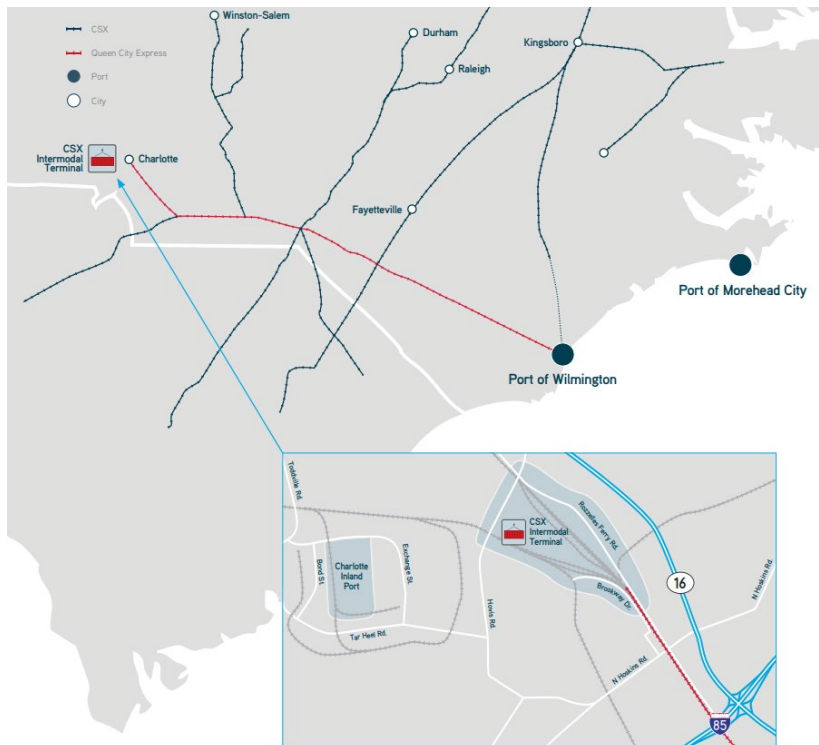 Winston-Salem
CSX
Queen City Express
Port
City
Durham
Raleigh
Kingsboro
CSX
Intermodal
Terminal
Charlotte
Fayetteville
Port of Morehead City
Port of Wilmington
Toddville Rd.
Bond St.
Charlotte
Inland
Port
Exchange St.
Tar Heel Rd.
Hovis Rd.
CSX
Intermodal
Terminal
Rozzelles Ferry Rd.
Brookway Dr.
16
N Hoskins Rd.
N Hoskins Rd.
85